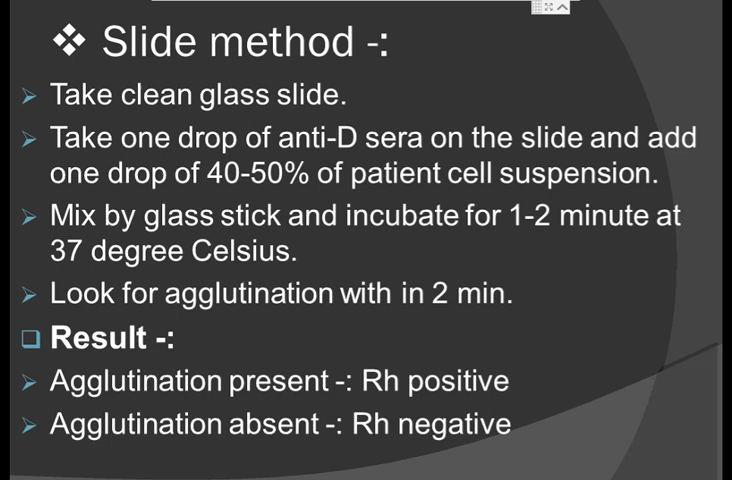 Slide method -:
Take clean glass slide.
Take one drop of anti-D sera on the slide and add
one drop of 40-50% of patient cell suspension.
Mix by glass stick and incubate for 1-2 minute at
37 degree Celsius.
Look for agglutination with in 2 min.
Result -:
Agglutination present -: Rh positive
Agglutination absent -: Rh negative